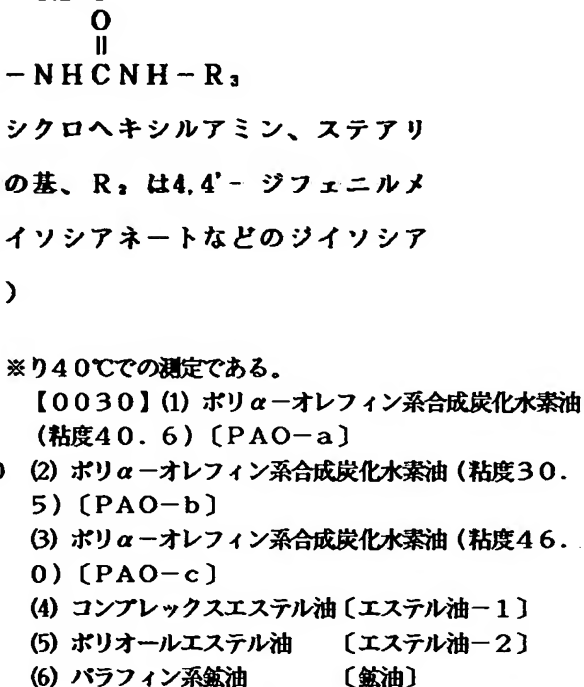 O
||
－ＮＨＣＮＨ－Ｒ₃
シクロヘキシルアミン、ステアリ
の基、Ｒ₂ は4,4'- ジフェニルメ
イソシアネートなどのジイソシア
)
※り４０℃での測定である。
【００３０】(1) ポリα－オレフィン系合成炭化水素油
(粘度４０．６)〔ＰＡＯ－ａ〕
(2) ポリα－オレフィン系合成炭化水素油(粘度３０．
５)〔ＰＡＯ－ｂ〕
(3) ポリα－オレフィン系合成炭化水素油(粘度４６．
０)〔ＰＡＯ－ｃ〕
(4) コンプレックスエステル油〔エステル油－１〕
(5) ポリオールエステル油　〔エステル油－２〕
(6) パラフィン系鉱油　〔鉱油〕